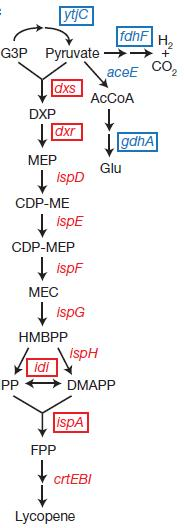 ytjC
fdhF H2
G3P Pyruvate +
CO2
aceE
dxs AcCoA
DXP
dxr gdhA
MEP Glu
ispD
CDP-ME
ispE
CDP-MEP
ispF
MEC
ispG
HMBPP
ispH
idi
PP DMAPP
ispA
FPP
crtEBI
Lycopene